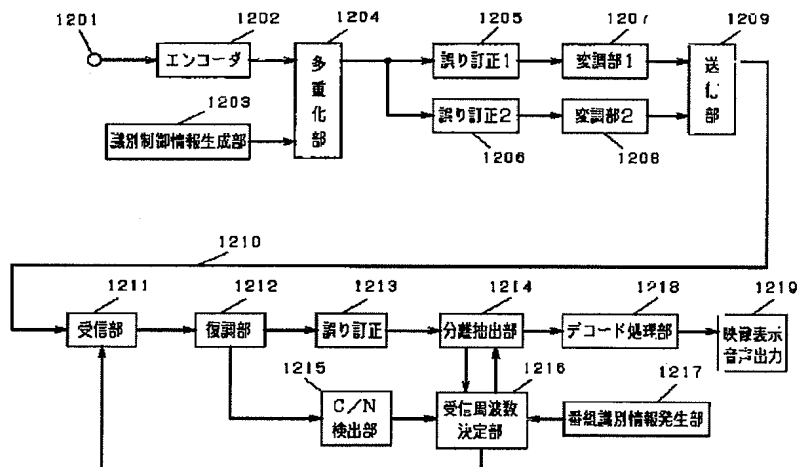 1201
1202
1204
1205
1207
1209
エンコーダ
多重化部
誤り訂正1
変調部1
送信部
1203
識別制御情報生成部
誤り訂正2
変調部2
1206
1208
1210
1211
1212
1213
1214
1218
1219
受信部
復調部
誤り訂正
分離抽出部
デコード処理部
映像表示
音声出力
1215
1216
1217
C/N
検出部
受信周波数
決定部
番組識別情報発生部